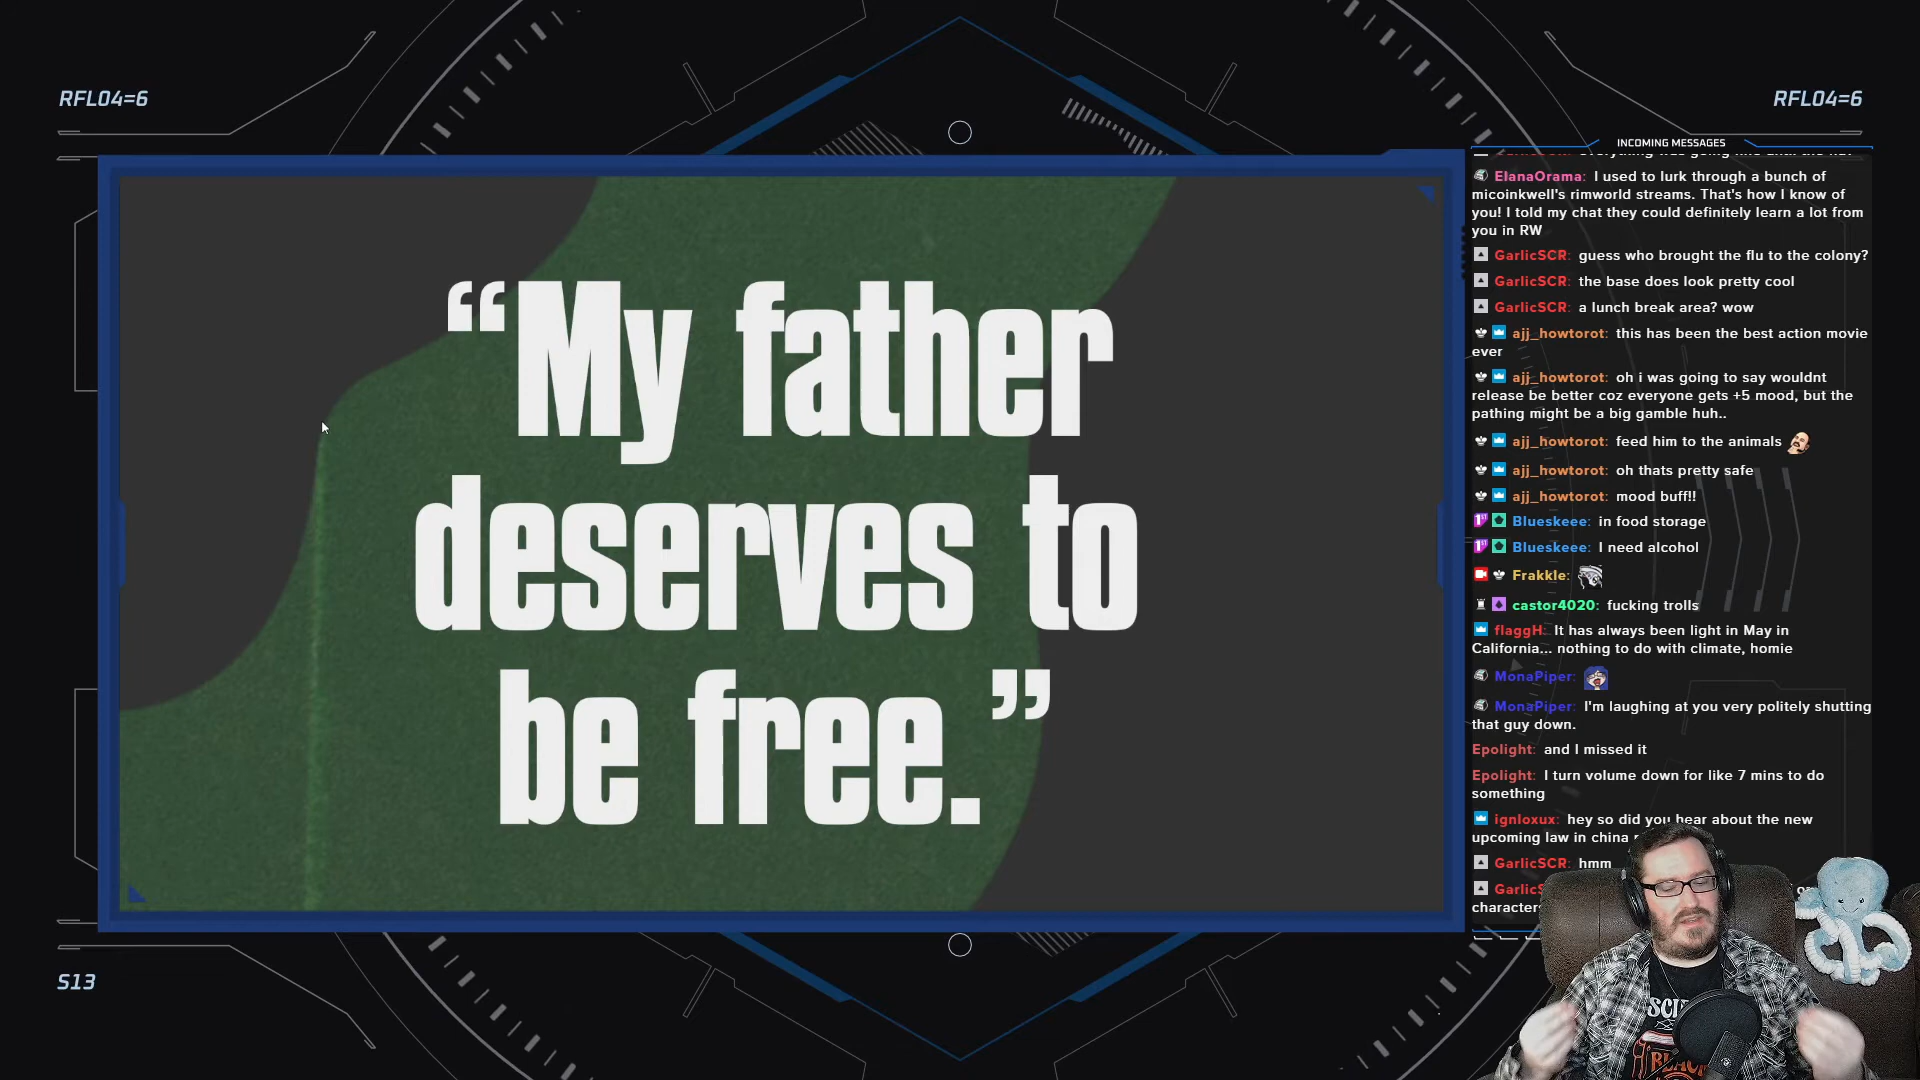 RFL04=6
RFL04=6
INCOMING MESSAGES
ElanaOrama: I used to lurk through a bunch of
micoinkwell's rimworld streams. That's how I know of
you! I told my chat they could definitely learn a lot from
you in RW
GarlicSCR: guess who brought the flu to the colony?
GarlicSCR: the base does look pretty cool
GarlicSCR: a lunch break area? wow
ajj_howtorot: this has been the best action movie
ever
ajj_howtorot: oh i was going to say wouldnt
release be better coz everyone gets +5 mood, but the
pathing might be a big gamble huh..
ajj_howtorot: feed him to the animals
ajj_howtorot: oh thats pretty safe
ajj_howtorot: mood buff!!
Blueskeee: in food storage
Blueskeee: I need alcohol
Frakkle:
castor4020: fucking trolls
flaggH: It has always been light in May in
California... nothing to do with climate, homie
MonaPiper:
MonaPiper: I'm laughing at you very politely shutting
that guy down.
Epolight: and I missed it
Epolight: I turn volume down for like 7 mins to do
something
ignloxux: hey so did you hear about the new
upcoming law in china
GarlicSCR: hmm
“My father
deserves to
be free.”
S13